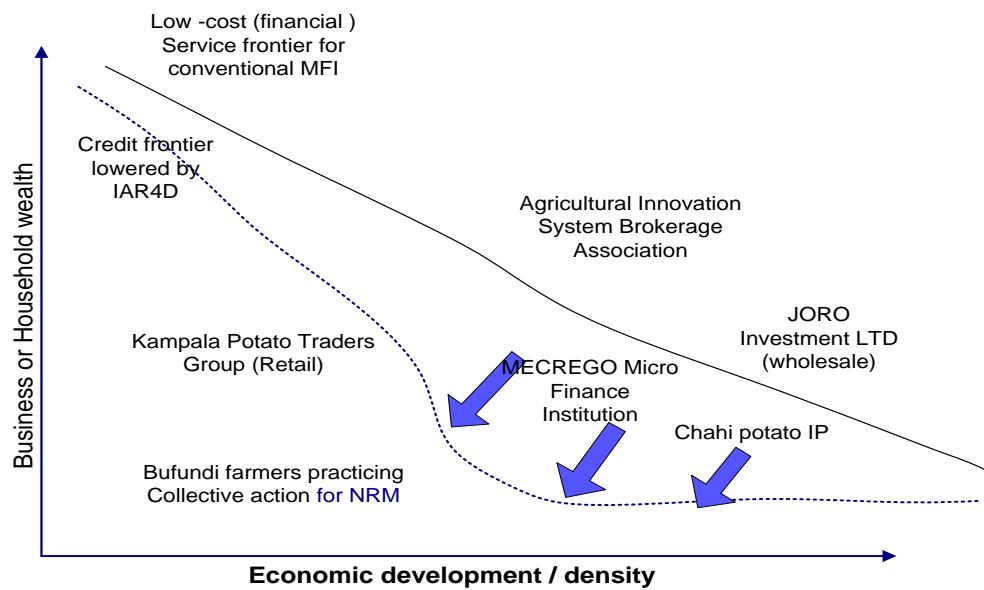 Low -cost (financial )
Service frontier for
conventional MFI
Credit frontier
lowered by
IAR4D
Business or Household wealth
Agricultural Innovation
System Brokerage
Association
JORO
Investment LTD
(wholesale)
Kampala Potato Traders
Group (Retail)
MECREGO Micro
Finance
Institution
Chahi potato IP
Bufundi farmers practicing
Collective action for NRM
Economic development / density